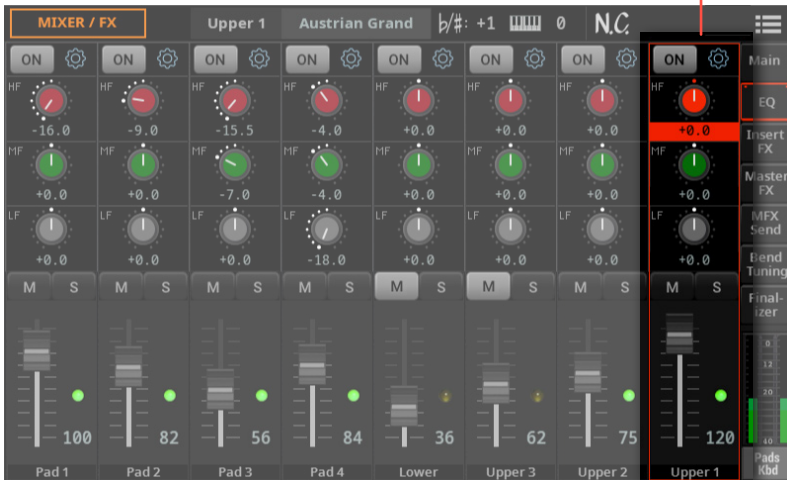 MIXER / FX Upper 1 Austrian Grand b/#: +1 0 N.C.
ON ON ON ON ON ON ON ON Main
HF HF HF HF HF HF HF HF EQ
-16.0 -9.0 -15.5 -4.0 +0.0 +0.0 +0.0 +0.0
Insert
FX
MF MF MF MF MF MF MF MF
+0.0 +0.0 -7.0 -4.0 +0.0 +0.0 +0.0 +0.0
Master
FX
LF LF LF LF LF LF LF LF
MFX
Send
+0.0 +0.0 +0.0 -18.0 +0.0 +0.0 +0.0 +0.0
Bend
Tuning
M S M S M S M S M S M S M S M S
Final-
izer
0
12
20
40
100 82 56 84 36 62 75 120
Pad 1 Pad 2 Pad 3 Pad 4 Lower Upper 3 Upper 2 Upper 1
Pads
Kbd